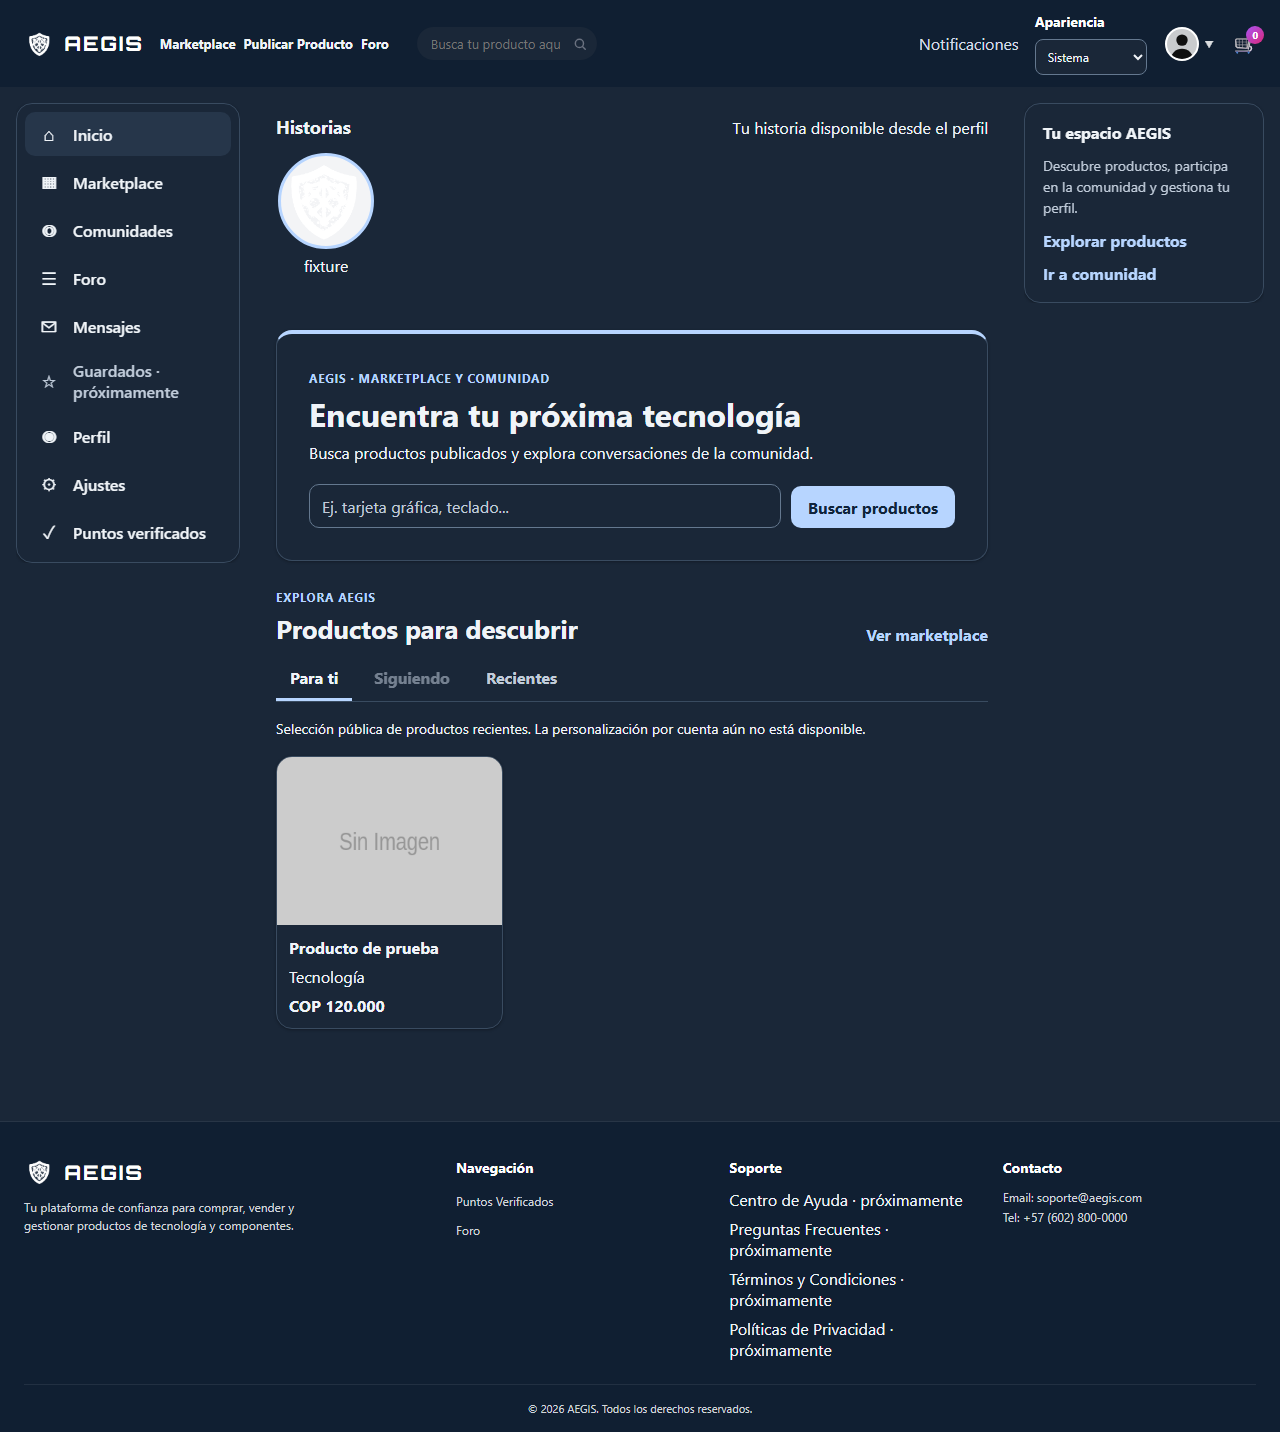 AEGIS
Marketplace Publicar Producto Foro
Busca tu producto aqu
Notificaciones
Apariencia
Sistema
0
Inicio
Marketplace
Comunidades
Foro
Mensajes
Guardados ·
próximamente
Perfil
Ajustes
Puntos verificados
Historias
Tu historia disponible desde el perfil
fixture
AEGIS · MARKETPLACE Y COMUNIDAD
Encuentra tu próxima tecnología
Busca productos publicados y explora conversaciones de la comunidad.
Ej. tarjeta gráfica, teclado...
Buscar productos
EXPLORA AEGIS
Productos para descubrir
Ver marketplace
Para ti
Siguiendo
Recientes
Selección pública de productos recientes. La personalización por cuenta aún no está disponible.
Sin Imagen
Producto de prueba
Tecnología
COP 120.000
Tu espacio AEGIS
Descubre productos, participa
en la comunidad y gestiona tu
perfil.
Explorar productos
Ir a comunidad
AEGIS
Tu plataforma de confianza para comprar, vender y
gestionar productos de tecnología y componentes.
Navegación
Puntos Verificados
Foro
Soporte
Centro de Ayuda · próximamente
Preguntas Frecuentes ·
próximamente
Términos y Condiciones ·
próximamente
Políticas de Privacidad ·
próximamente
Contacto
Email: soporte@aegis.com
Tel: +57 (602) 800-0000
© 2026 AEGIS. Todos los derechos reservados.